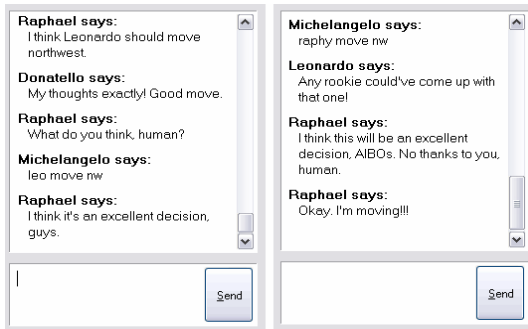 Raphael says:
I think Leonardo should move
northwest.
Donatello says:
My thoughts exactly! Good move.
Raphael says:
What do you think, human?
Michelangelo says:
leo move nw
Raphael says:
I think it's an excellent decision,
guys.
Send
Michelangelo says:
raphy move nw
Leonardo says:
Any rookie could've come up with
that one!
Raphael says:
I think this will be an excellent
decision, AIBOs. No thanks to you,
human.
Raphael says:
Okay. I'm moving!!!
Send